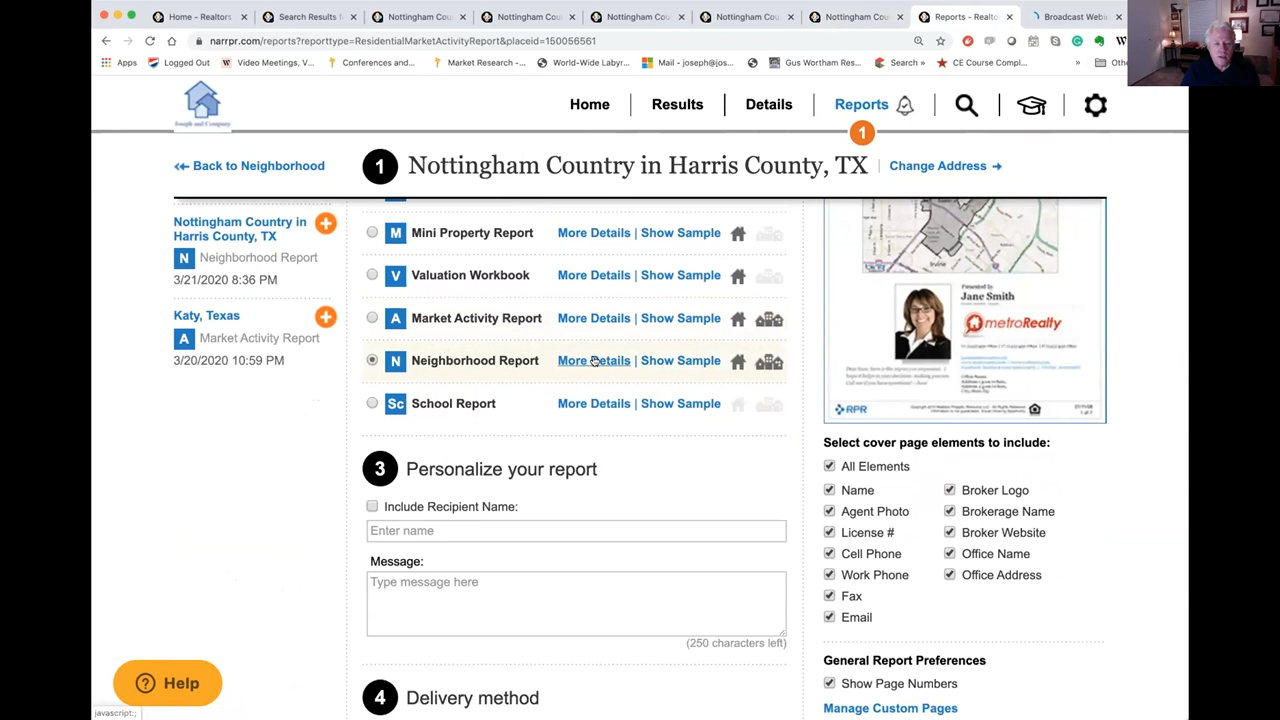 Home - Realtors
Search Results f
Nottingham Cou
Nottingham Cou
Nottingham Cou
Nottingham Cou
Nottingham Cou
Reports - Realto
Broadcast Webi
narrpr.com/reports?reporttype=ResidentialMarketActivityReport&placeid=150056561
Apps
Logged Out
Video Meetings, V...
Conferences and...
Market Research -...
World-Wide Labyr...
Mail - joseph@jos...
Gus Wortham Res...
Search »
CE Course Compl...
»
Joseph and Company
Home
Results
Details
Reports
1
Back to Neighborhood
1 Nottingham Country in Harris County, TX
Change Address
Nottingham Country in
Harris County, TX
N Neighborhood Report
3/21/2020 8:36 PM
Katy, Texas
A Market Activity Report
3/20/2020 10:59 PM
M Mini Property Report More Details | Show Sample
V Valuation Workbook More Details | Show Sample
A Market Activity Report More Details | Show Sample
N Neighborhood Report More Details | Show Sample
Sc School Report More Details | Show Sample
3 Personalize your report
Include Recipient Name:
Enter name
Message:
Type message here
(250 characters left)
4 Delivery method
Irvine
Presented by
Jane Smith
metroRealty
RPR
Select cover page elements to include:
All Elements
Name
Broker Logo
Agent Photo
Brokerage Name
License #
Broker Website
Cell Phone
Office Name
Work Phone
Office Address
Fax
Email
General Report Preferences
Show Page Numbers
Manage Custom Pages
? Help
javascript:;